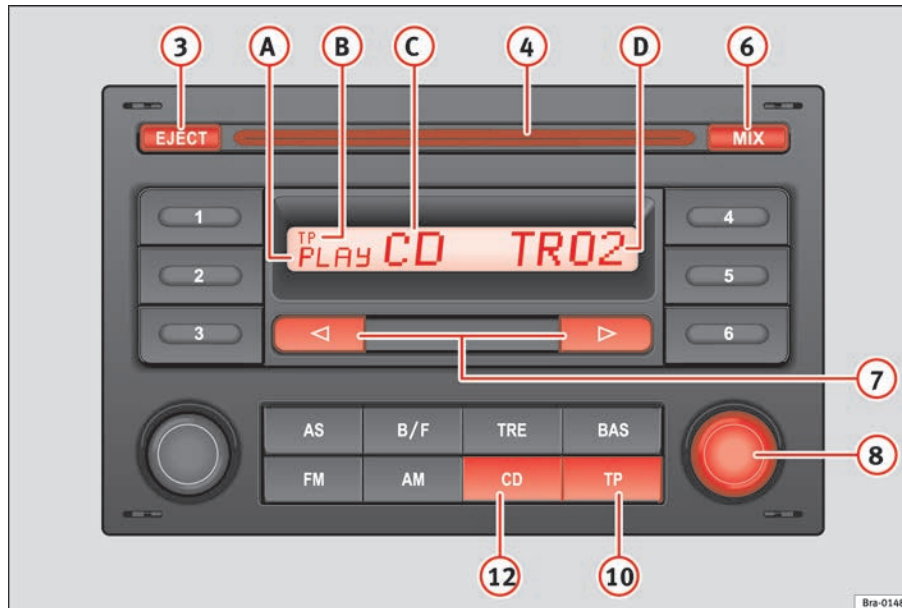 3 A B C 4 D 6
EJECT MIX
1 4
TP
PLAY CD TR02
2 5
3 6
7
AS B/F TRE BAS
8
FM AM CD TP
12 10
Bra-0148